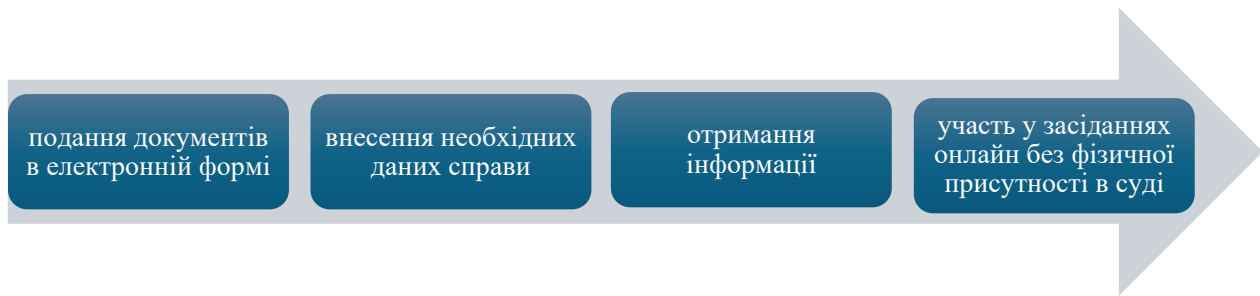 подання документів
в електронній формі
внесення необхідних
даних справи
отримання
інформації
участь у засіданнях
онлайн без фізичної
присутності в суді